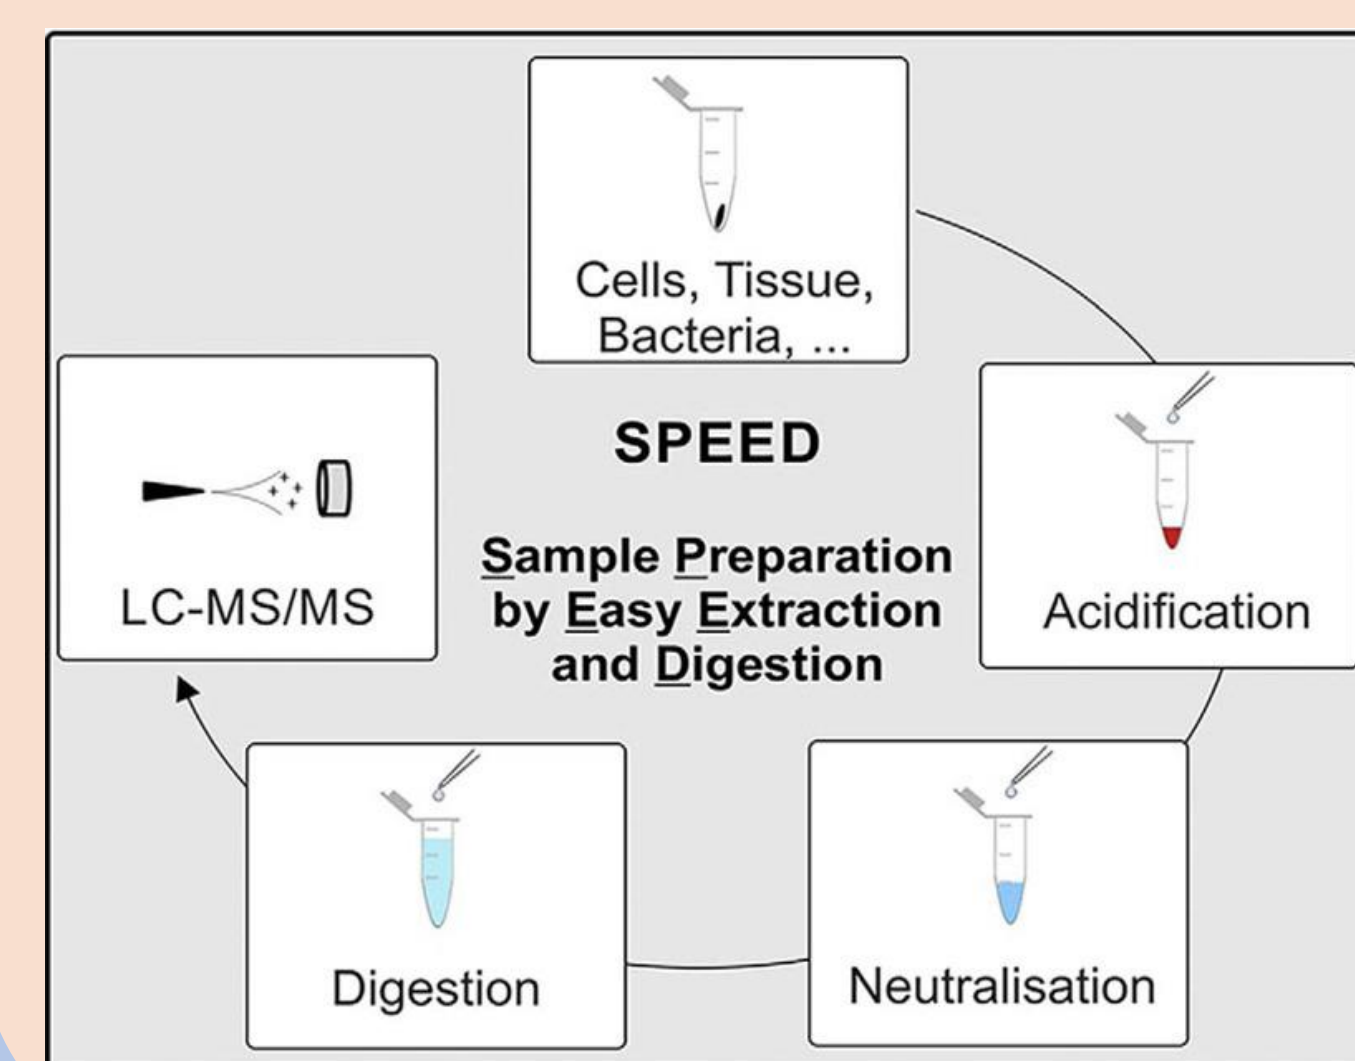 Cells, Tissue,
Bacteria, ...
SPEED
Sample Preparation
by Easy Extraction
and Digestion
Acidification
Neutralisation
Digestion
LC-MS/MS